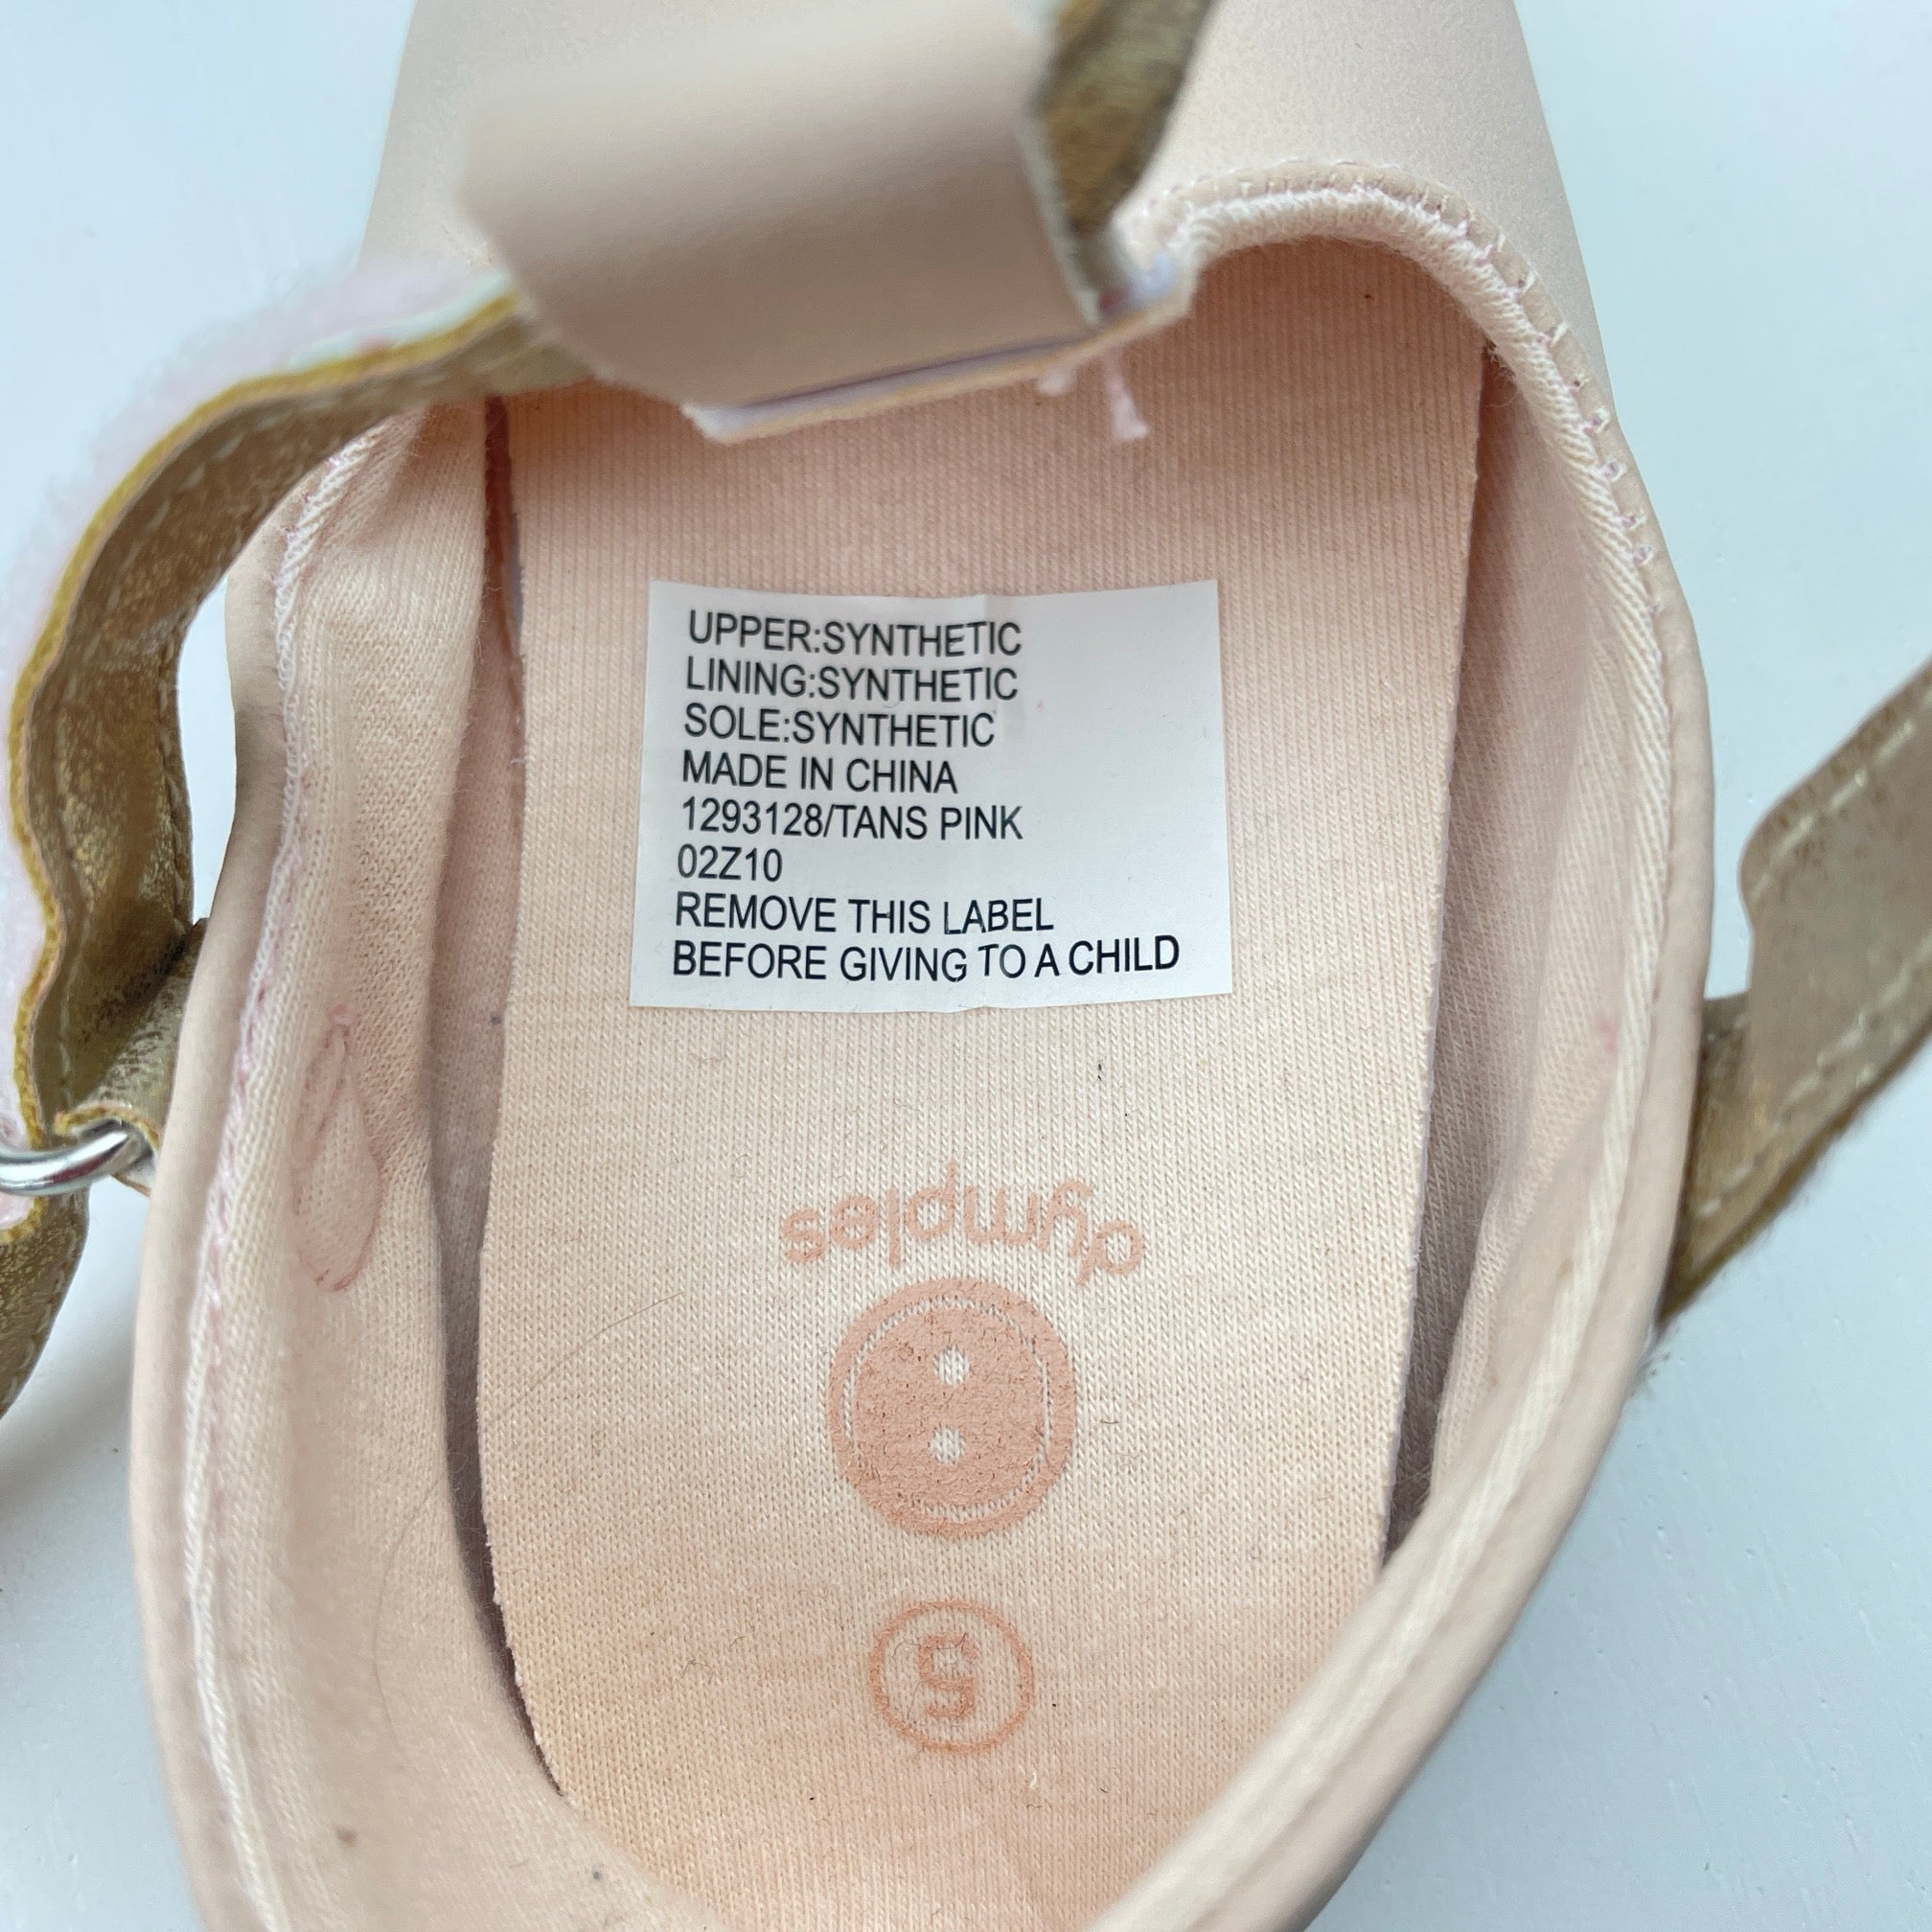 UPPER:SYNTHETIC
LINING:SYNTHETIC
SOLE:SYNTHETIC
MADE IN CHINA
1293128/TANS PINK
02Z10
REMOVE THIS LABEL
BEFORE GIVING TO A CHILD
dymples
5